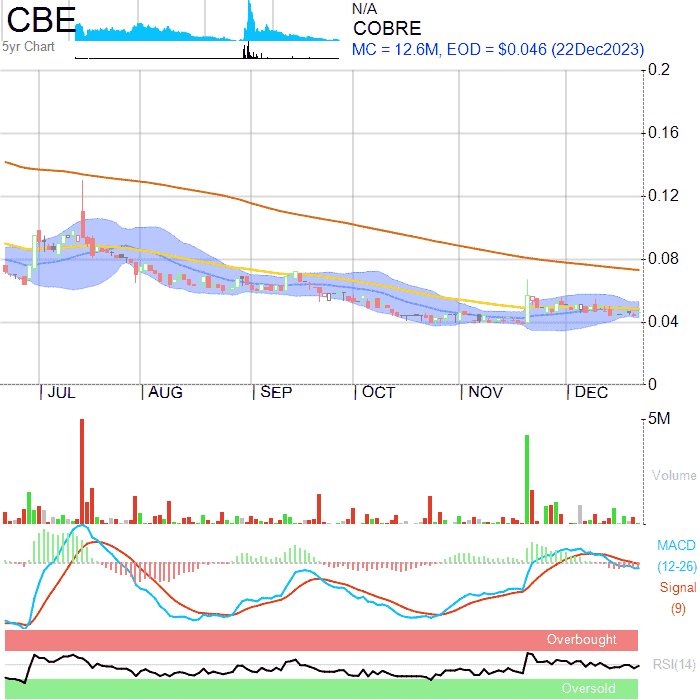 CBE
5yr Chart
N/A
COBRE
MC = 12.6M, EOD = $0.046 (22Dec2023)
0.2
0.16
0.12
0.08
0.04
0
JUL AUG SEP OCT NOV DEC
5M
Volume
MACD
(12-26)
Signal
(9)
Overbought
RSI(14)
Oversold